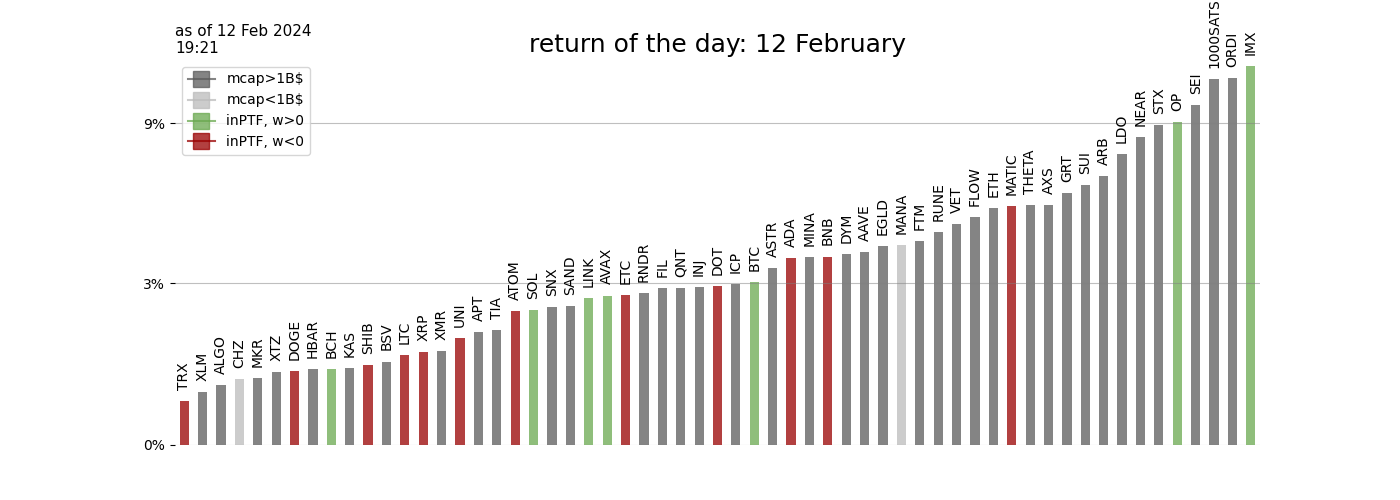 as of 12 Feb 2024
19:21
return of the day: 12 February
mcap>1B$
mcap<1B$
inPTF, w>0
inPTF, w<0
9%
3%
0%
TRX
XLM
ALGO
CHZ
MKR
XTZ
DOGE
HBAR
BCH
KAS
SHIB
BSV
LTC
XRP
XMR
UNI
APT
TIA
ATOM
SOL
SNX
SAND
LINK
AVAX
ETC
RNDR
FIL
QNT
INJ
DOT
ICP
BTC
ASTR
ADA
MINA
BNB
DYM
AAVE
EGLD
MANA
FTM
RUNE
VET
FLOW
ETH
MATIC
THETA
AXS
GRT
SUI
ARB
LDO
NEAR
STX
OP
SEI
1000SATS
ORDI
IMX